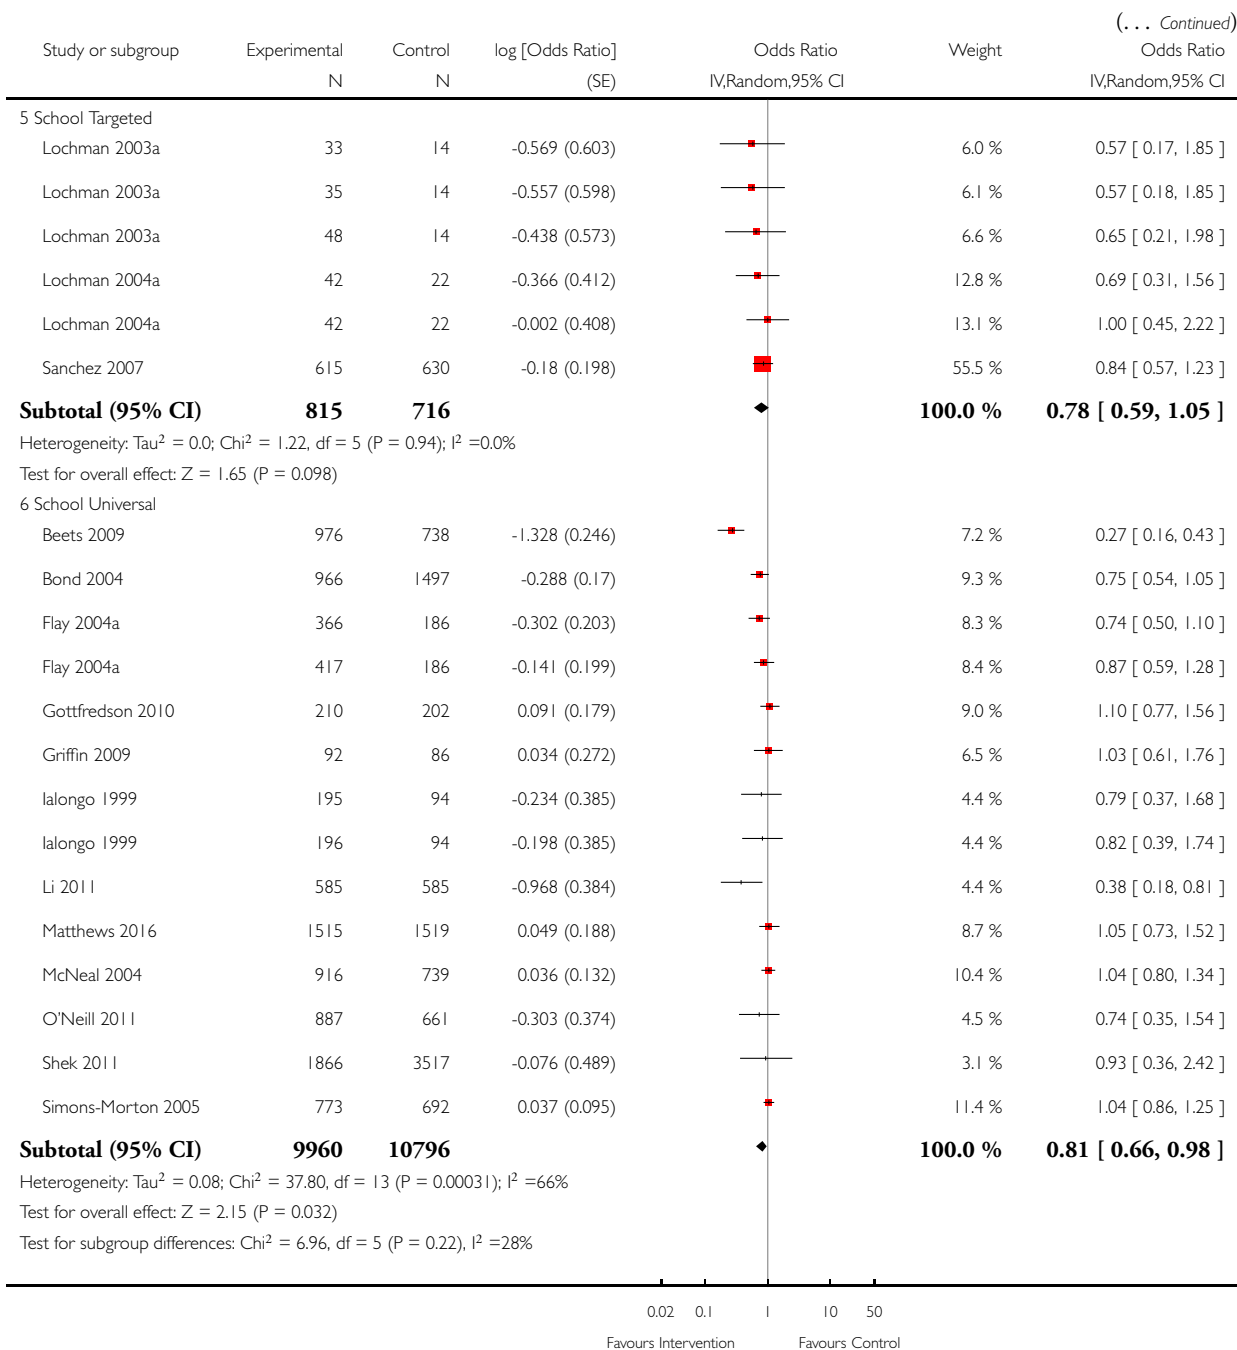 (... Continued)
Study or subgroup Experimental Control log [Odds Ratio] Odds Ratio Weight Odds Ratio
N N (SE) IV,Random,95% CI IV,Random,95% CI
5 School Targeted
Lochman 2003a 33 14 -0.569 (0.603) 6.0 % 0.57 [ 0.17, 1.85 ]
Lochman 2003a 35 14 -0.557 (0.598) 6.1 % 0.57 [ 0.18, 1.85 ]
Lochman 2003a 48 14 -0.438 (0.573) 6.6 % 0.65 [ 0.21, 1.98 ]
Lochman 2004a 42 22 -0.366 (0.412) 12.8 % 0.69 [ 0.31, 1.56 ]
Lochman 2004a 42 22 -0.002 (0.408) 13.1 % 1.00 [ 0.45, 2.22 ]
Sanchez 2007 615 630 -0.18 (0.198) 55.5 % 0.84 [ 0.57, 1.23 ]
Subtotal (95% CI) 815 716 100.0 % 0.78 [ 0.59, 1.05 ]
Heterogeneity: Tau² = 0.0; Chi² = 1.22, df = 5 (P = 0.94); I² =0.0%
Test for overall effect: Z = 1.65 (P = 0.098)
6 School Universal
Beets 2009 976 738 -1.328 (0.246) 7.2 % 0.27 [ 0.16, 0.43 ]
Bond 2004 966 1497 -0.288 (0.17) 9.3 % 0.75 [ 0.54, 1.05 ]
Flay 2004a 366 186 -0.302 (0.203) 8.3 % 0.74 [ 0.50, 1.10 ]
Flay 2004a 417 186 -0.141 (0.199) 8.4 % 0.87 [ 0.59, 1.28 ]
Gottfredson 2010 210 202 0.091 (0.179) 9.0 % 1.10 [ 0.77, 1.56 ]
Griffin 2009 92 86 0.034 (0.272) 6.5 % 1.03 [ 0.61, 1.76 ]
Ialongo 1999 195 94 -0.234 (0.385) 4.4 % 0.79 [ 0.37, 1.68 ]
Ialongo 1999 196 94 -0.198 (0.385) 4.4 % 0.82 [ 0.39, 1.74 ]
Li 2011 585 585 -0.968 (0.384) 4.4 % 0.38 [ 0.18, 0.81 ]
Matthews 2016 1515 1519 0.049 (0.188) 8.7 % 1.05 [ 0.73, 1.52 ]
McNeal 2004 916 739 0.036 (0.132) 10.4 % 1.04 [ 0.80, 1.34 ]
O'Neill 2011 887 661 -0.303 (0.374) 4.5 % 0.74 [ 0.35, 1.54 ]
Shek 2011 1866 3517 -0.076 (0.489) 3.1 % 0.93 [ 0.36, 2.42 ]
Simons-Morton 2005 773 692 0.037 (0.095) 11.4 % 1.04 [ 0.86, 1.25 ]
Subtotal (95% CI) 9960 10796 100.0 % 0.81 [ 0.66, 0.98 ]
Heterogeneity: Tau² = 0.08; Chi² = 37.80, df = 13 (P = 0.00031); I² =66%
Test for overall effect: Z = 2.15 (P = 0.032)
Test for subgroup differences: Chi² = 6.96, df = 5 (P = 0.22), I² =28%
0.02 0.1 1 10 50
Favours Intervention Favours Control